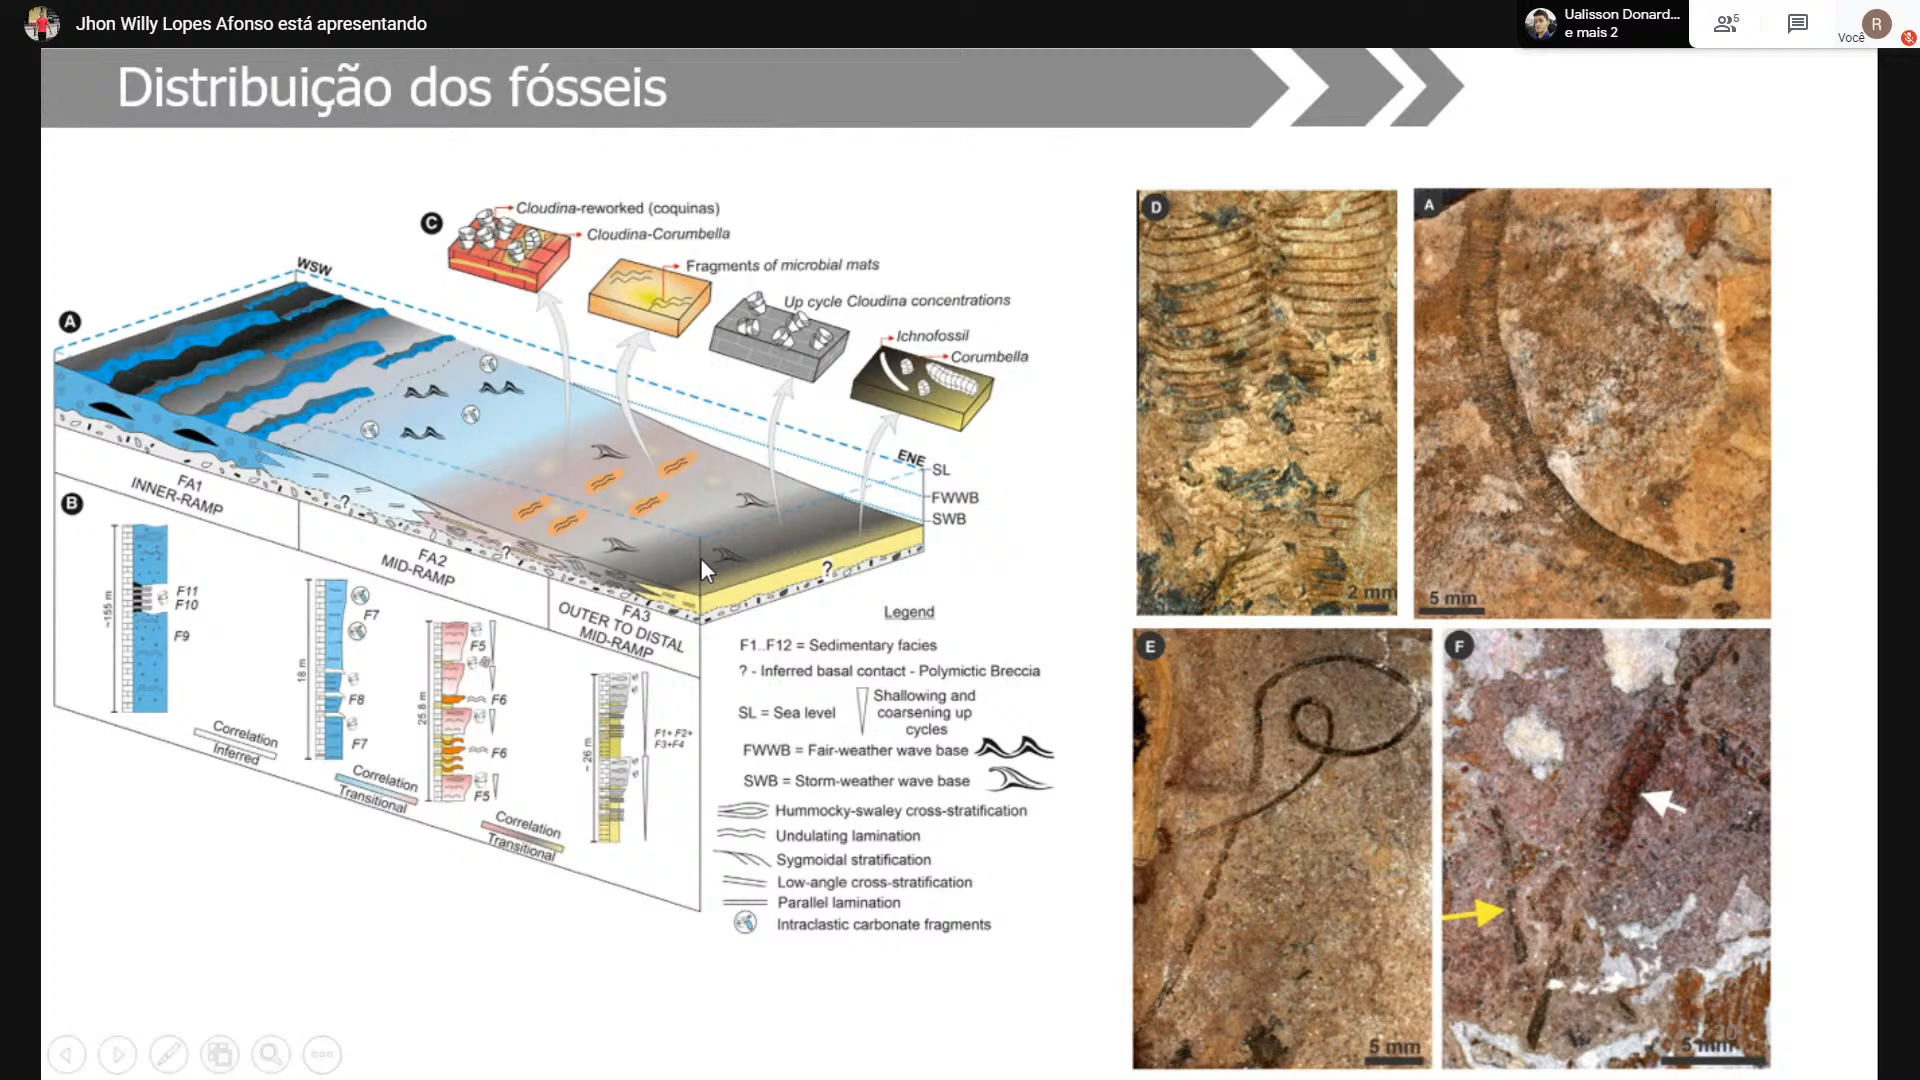 Jhon Willy Lopes Afonso está apresentando
Ualisson Donard...
e mais 2
5
Você
R
Distribuição dos fósseis
C
Cloudina-reworked (coquinas)
Cloudina-Corumbella
Fragments of microbial mats
Up cycle Cloudina concentrations
Ichnofossil
Corumbella
WSW
A
ENE
SL
FWWB
SWB
?
?
?
FA1
INNER-RAMP
FA2
MID-RAMP
FA3
OUTER TO DISTAL
MID-RAMP
B
~155 m
F11
F10
F9
18 m
F7
F8
F7
25.8 m
F5
F6
F6
F5
~26 m
F1+ F2+
F3+F4
Correlation
Inferred
Correlation
Transitional
Correlation
Transitional
Legend
F1..F12 = Sedimentary facies
? - Inferred basal contact - Polymictic Breccia
SL = Sea level
Shallowing and
coarsening up
cycles
FWWB = Fair-weather wave base
SWB = Storm-weather wave base
Hummocky-swaley cross-stratification
Undulating lamination
Sygmoidal stratification
Low-angle cross-stratification
Parallel lamination
Intraclastic carbonate fragments
D
2 mm
A
5 mm
E
5 mm
F
30
5 mm